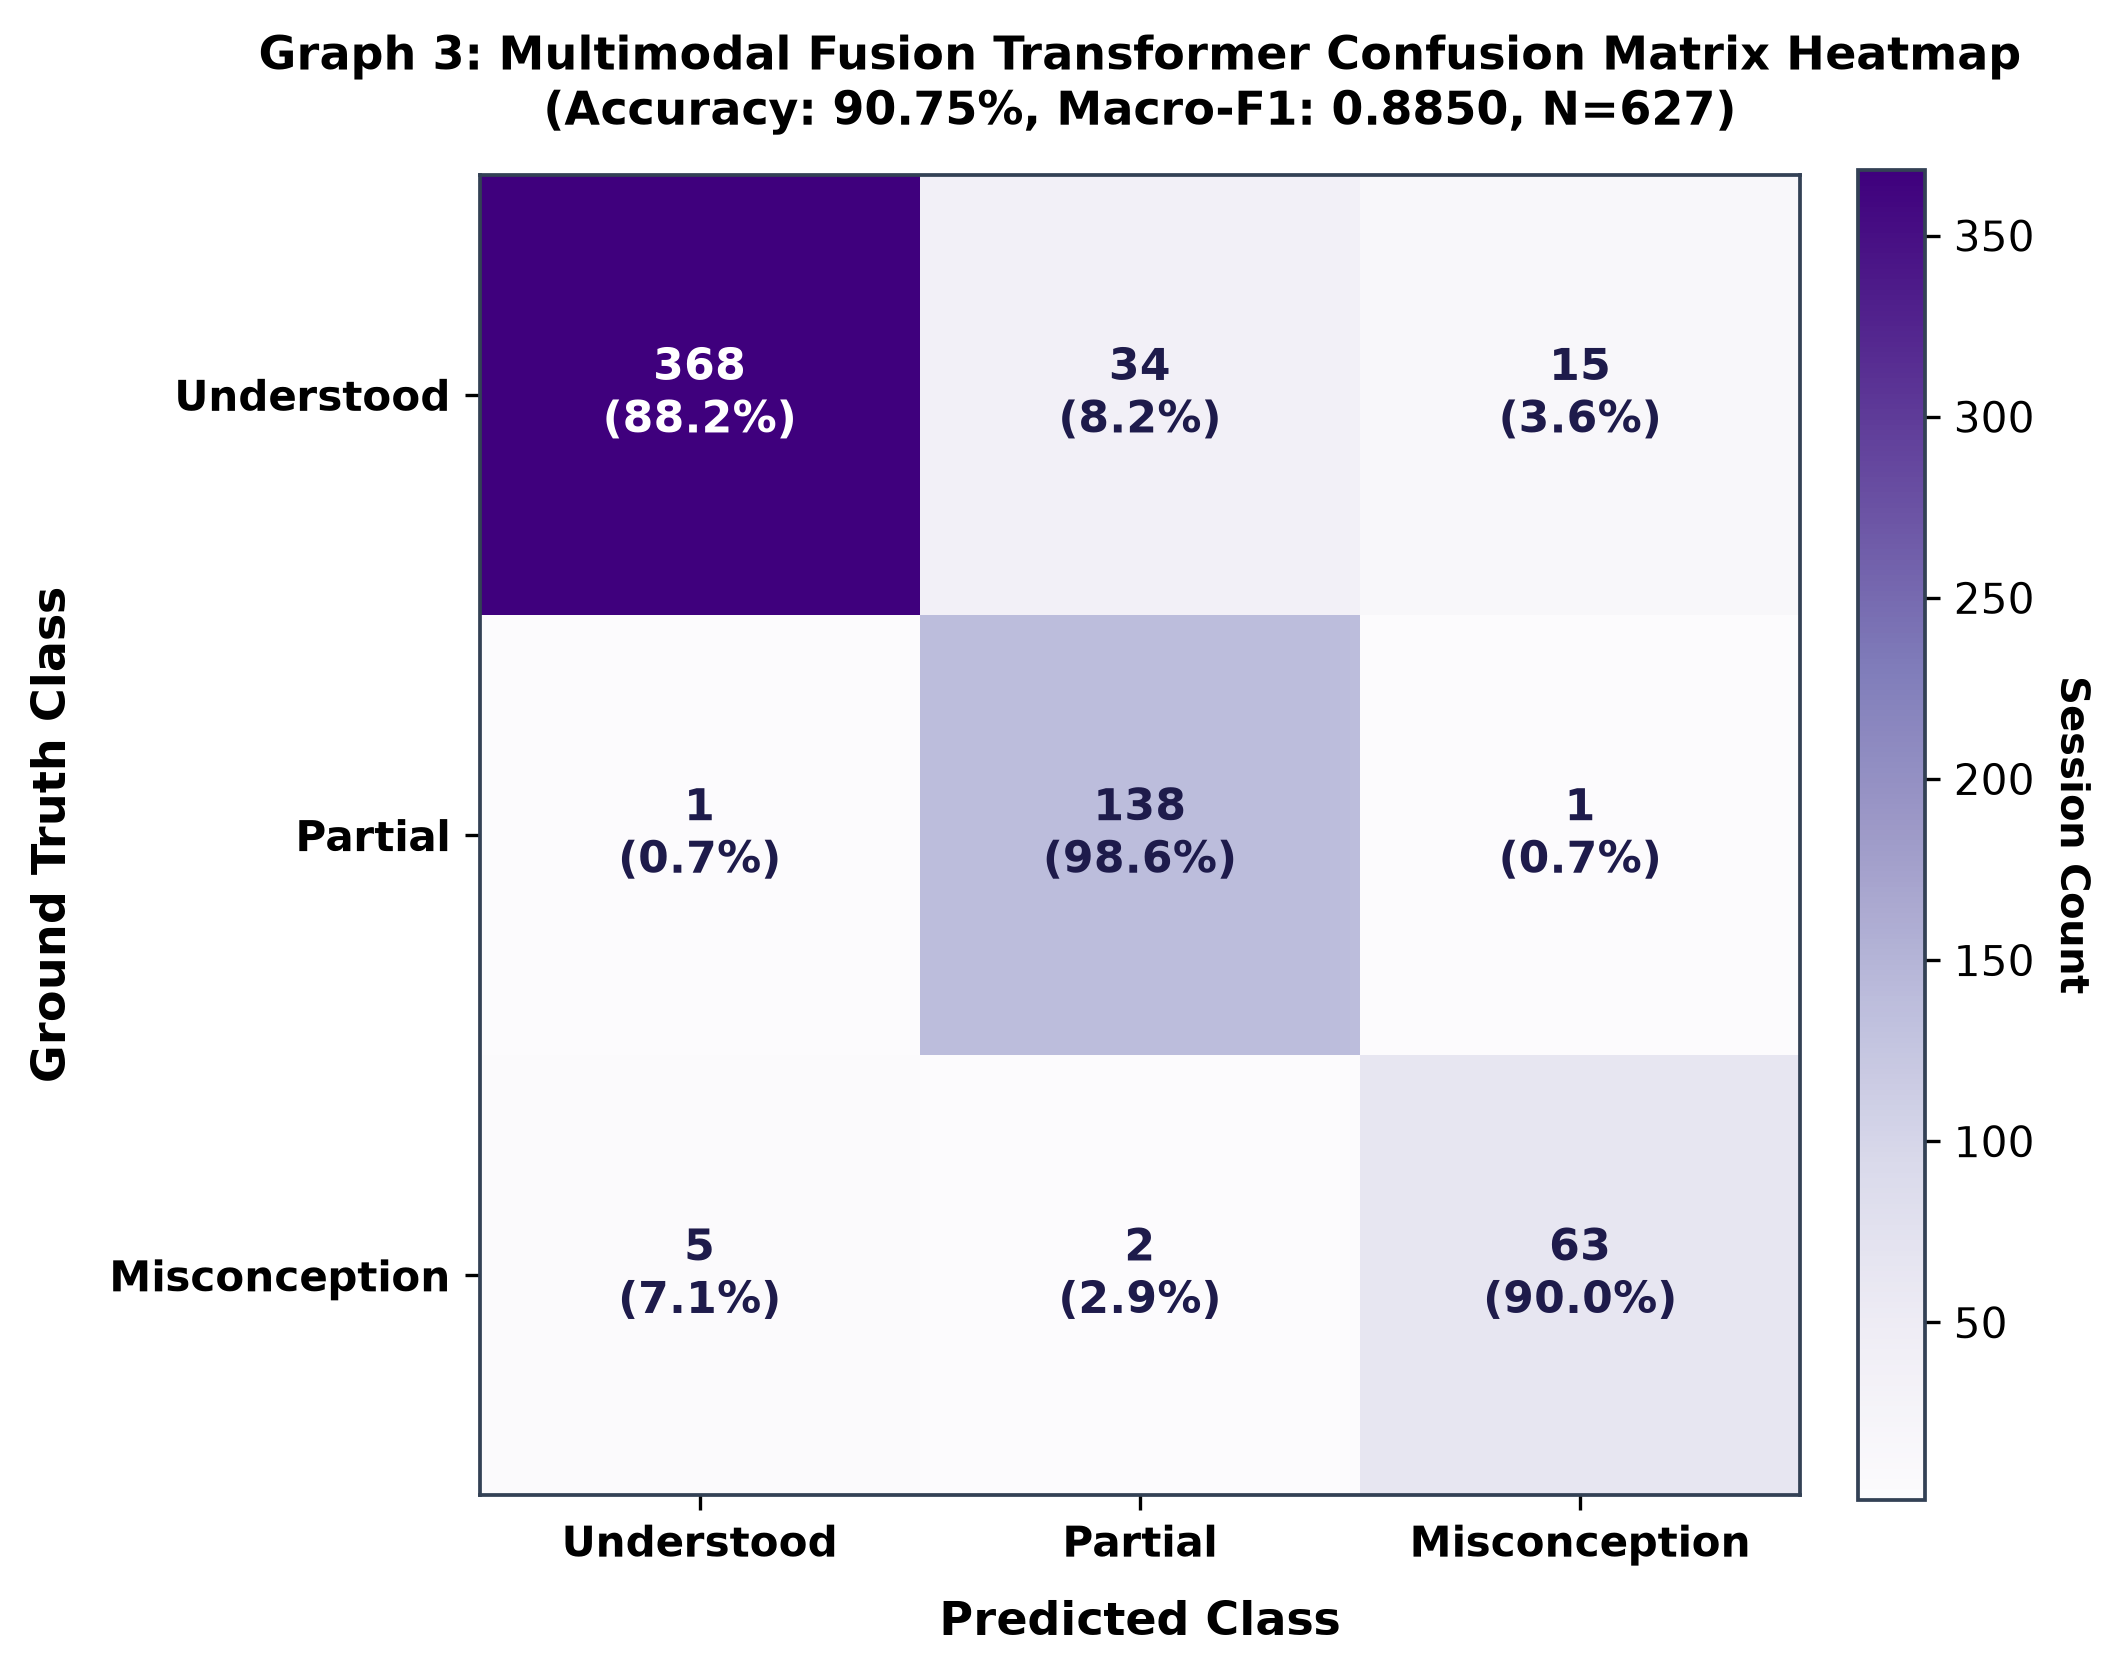 Graph 3: Multimodal Fusion Transformer Confusion Matrix Heatmap
(Accuracy: 90.75%, Macro-F1: 0.8850, N=627)
Ground Truth Class
Understood
368
(88.2%)
34
(8.2%)
15
(3.6%)
Partial
1
(0.7%)
138
(98.6%)
1
(0.7%)
Misconception
5
(7.1%)
2
(2.9%)
63
(90.0%)
Understood
Partial
Misconception
Predicted Class
350
300
250
200
150
100
50
Session Count